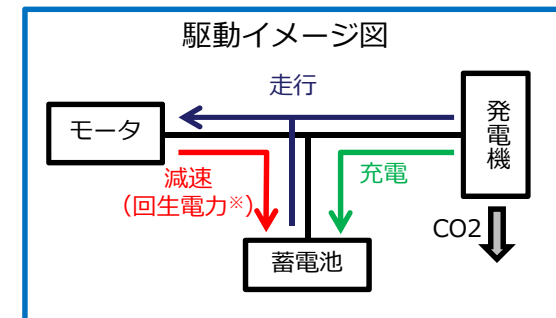 駆動イメージ図
走行
モータ
発電機
減速
（回生電力※）
充電
CO2
蓄電池